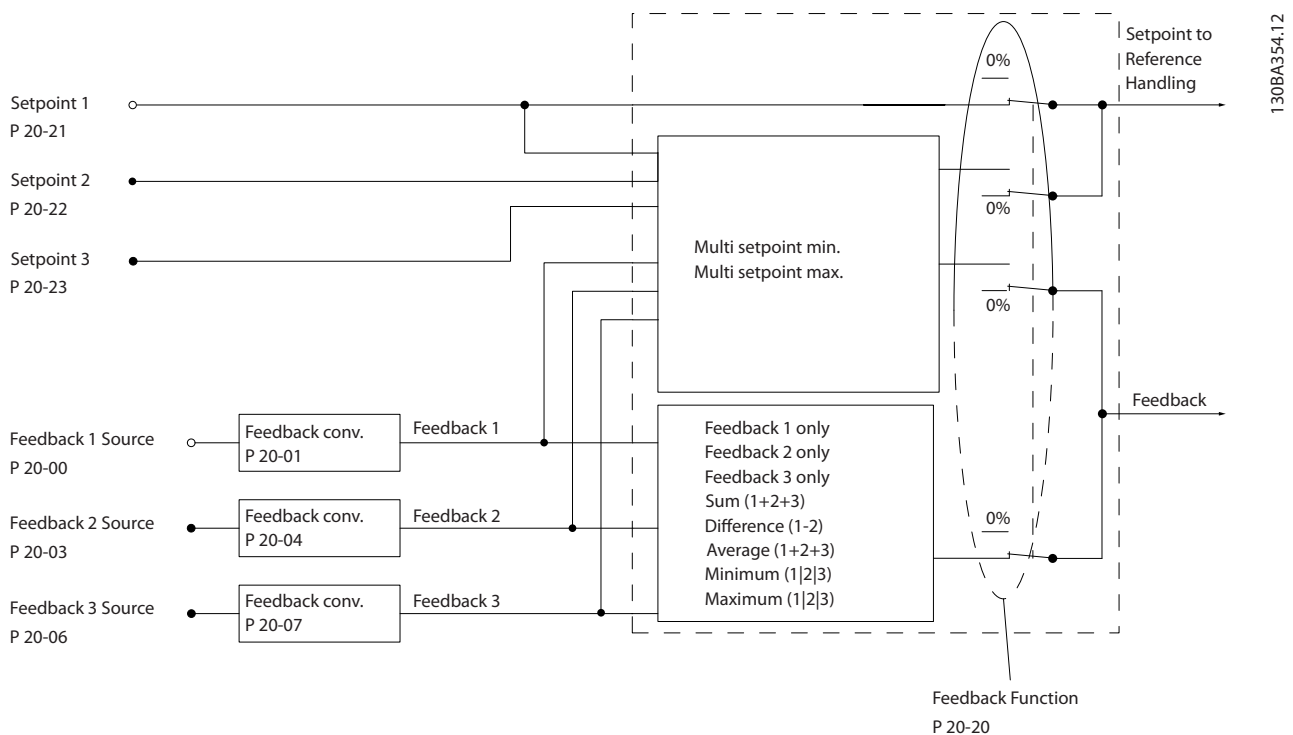 130BA354.12
Setpoint to
Reference
Handling
0%
Setpoint 1
P 20-21
Setpoint 2
P 20-22
0%
Setpoint 3
P 20-23
Multi setpoint min.
Multi setpoint max.
0%
Feedback
Feedback 1 Source
P 20-00
Feedback conv.
P 20-01
Feedback 1
Feedback 2 Source
P 20-03
Feedback conv.
P 20-04
Feedback 2
Feedback 3 Source
P 20-06
Feedback conv.
P 20-07
Feedback 3
Feedback 1 only
Feedback 2 only
Feedback 3 only
Sum (1+2+3)
Difference (1-2)
Average (1+2+3)
Minimum (1|2|3)
Maximum (1|2|3)
0%
Feedback Function
P 20-20